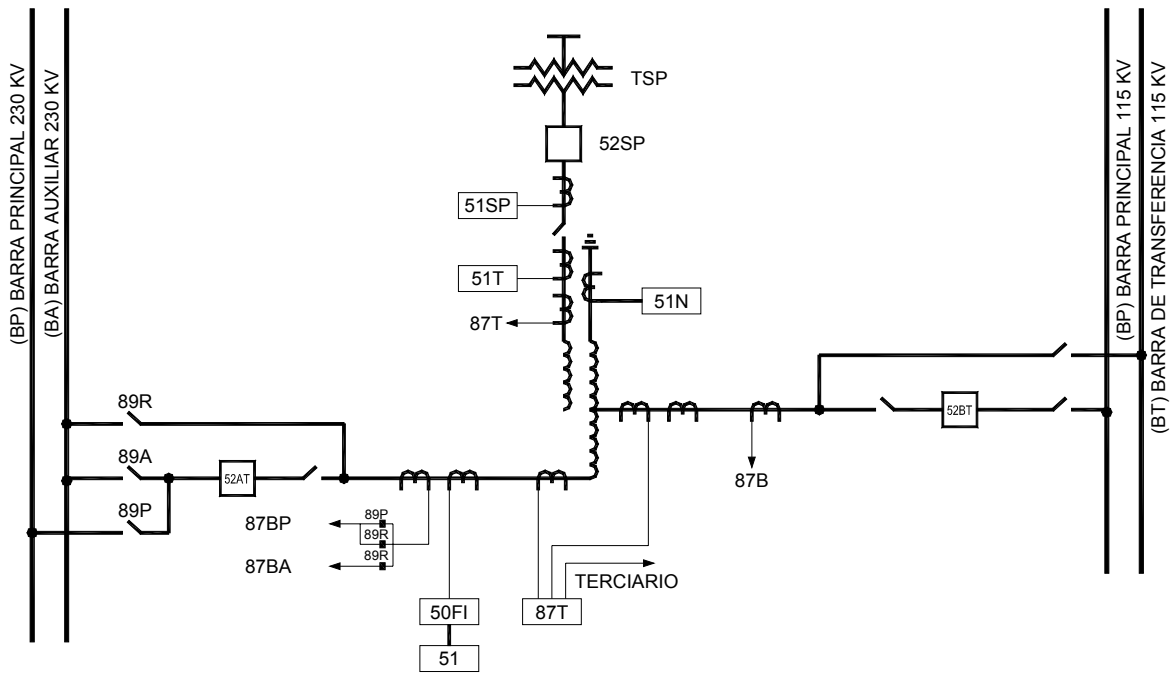 (BP) BARRA PRINCIPAL 230 KV
(BA) BARRA AUXILIAR 230 KV
TSP
52SP
51SP
51T
51N
87T
(BP) BARRA PRINCIPAL 115 KV
(BT) BARRA DE TRANSFERENCIA 115 KV
89R
89A
52AT
89P
52BT
87B
87BP
89P
89R
87BA
89R
TERCIARIO
50FI
87T
51